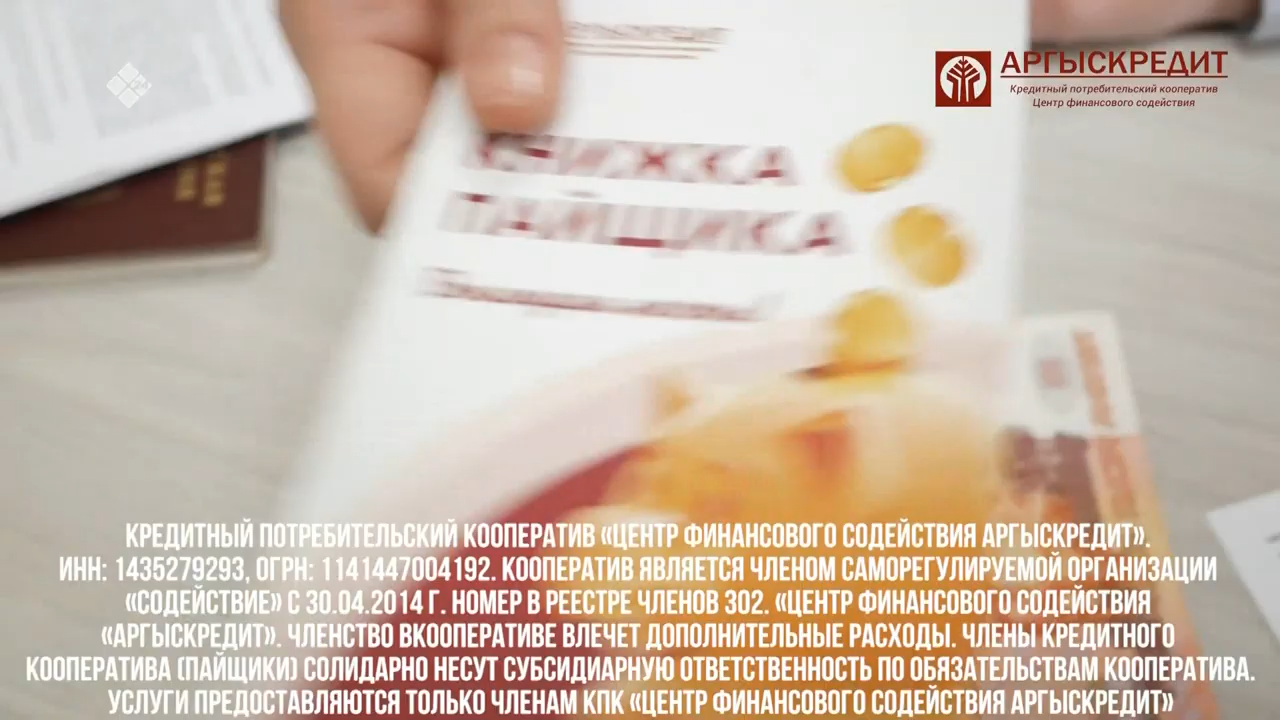 АРГЫСКРЕДИТ
Кредитный потребительский кооператив
Центр финансового содействия
КНИЖКА
ПАЙЩИКА
КРЕДИТНЫЙ ПОТРЕБИТЕЛЬСКИЙ КООПЕРАТИВ «ЦЕНТР ФИНАНСОВОГО СОДЕЙСТВИЯ АРГЫСКРЕДИТ».
ИНН: 1435279293, ОГРН: 1141447004192. КООПЕРАТИВ ЯВЛЯЕТСЯ ЧЛЕНОМ САМОРЕГУЛИРУЕМОЙ ОРГАНИЗАЦИИ
«СОДЕЙСТВИЕ» С 30.04.2014 Г. НОМЕР В РЕЕСТРЕ ЧЛЕНОВ 302. «ЦЕНТР ФИНАНСОВОГО СОДЕЙСТВИЯ
«АРГЫСКРЕДИТ». ЧЛЕНСТВО ВКООПЕРАТИВЕ ВЛЕЧЕТ ДОПОЛНИТЕЛЬНЫЕ РАСХОДЫ. ЧЛЕНЫ КРЕДИТНОГО
КООПЕРАТИВА (ПАЙЩИКИ) СОЛИДАРНО НЕСУТ СУБСИДИАРНУЮ ОТВЕТСТВЕННОСТЬ ПО ОБЯЗАТЕЛЬСТВАМ КООПЕРАТИВА.
УСЛУГИ ПРЕДОСТАВЛЯЮТСЯ ТОЛЬКО ЧЛЕНАМ КПК «ЦЕНТР ФИНАНСОВОГО СОДЕЙСТВИЯ АРГЫСКРЕДИТ»